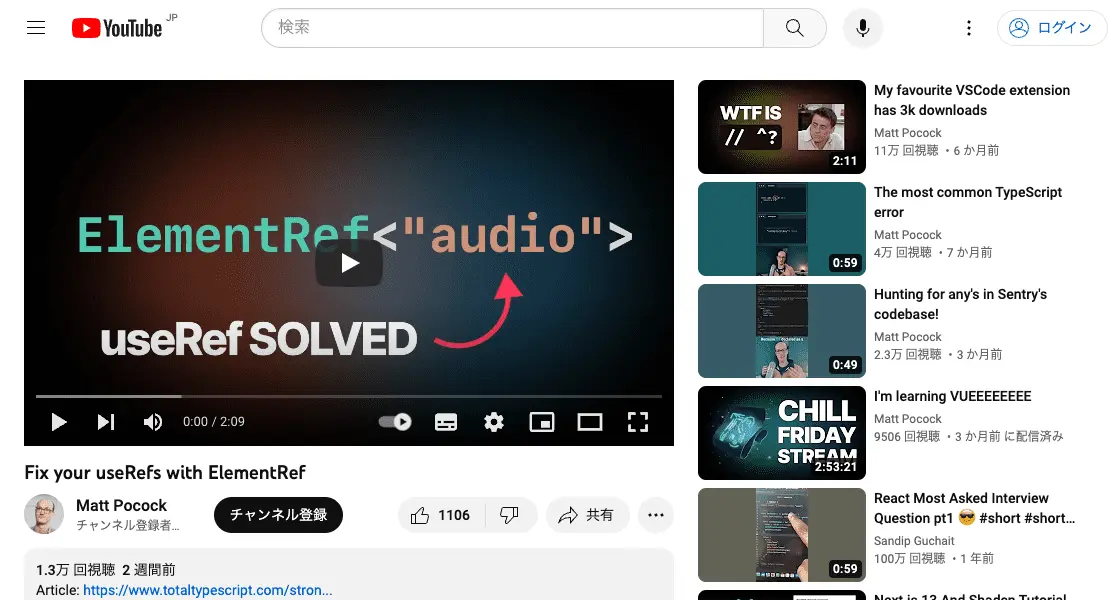 YouTube JP
検索
ログイン
ElementRef<"audio">
useRef SOLVED
0:00 / 2:09
Fix your useRefs with ElementRef
Matt Pocock
チャンネル登録者...
チャンネル登録
1106
共有
1.3万 回視聴 2 週間前
Article: https://www.totaltypescript.com/stron...
WTF IS
// ^?
2:11
My favourite VSCode extension
has 3k downloads
Matt Pocock
11万 回視聴・6 か月前
0:59
The most common TypeScript
error
Matt Pocock
4万 回視聴・7 か月前
0:49
Hunting for any's in Sentry's
codebase!
Matt Pocock
2.3万 回視聴・3 か月前
CHILL
FRIDAY
STREAM
2:53:21
I'm learning VUEEEEEEEE
Matt Pocock
9506 回視聴・3 か月前 に配信済み
0:59
React Most Asked Interview
Question pt1 😎 #short #short...
Sandip Guchait
100万 回視聴・1 年前
Next.js 13 And Shadcn Tutorial